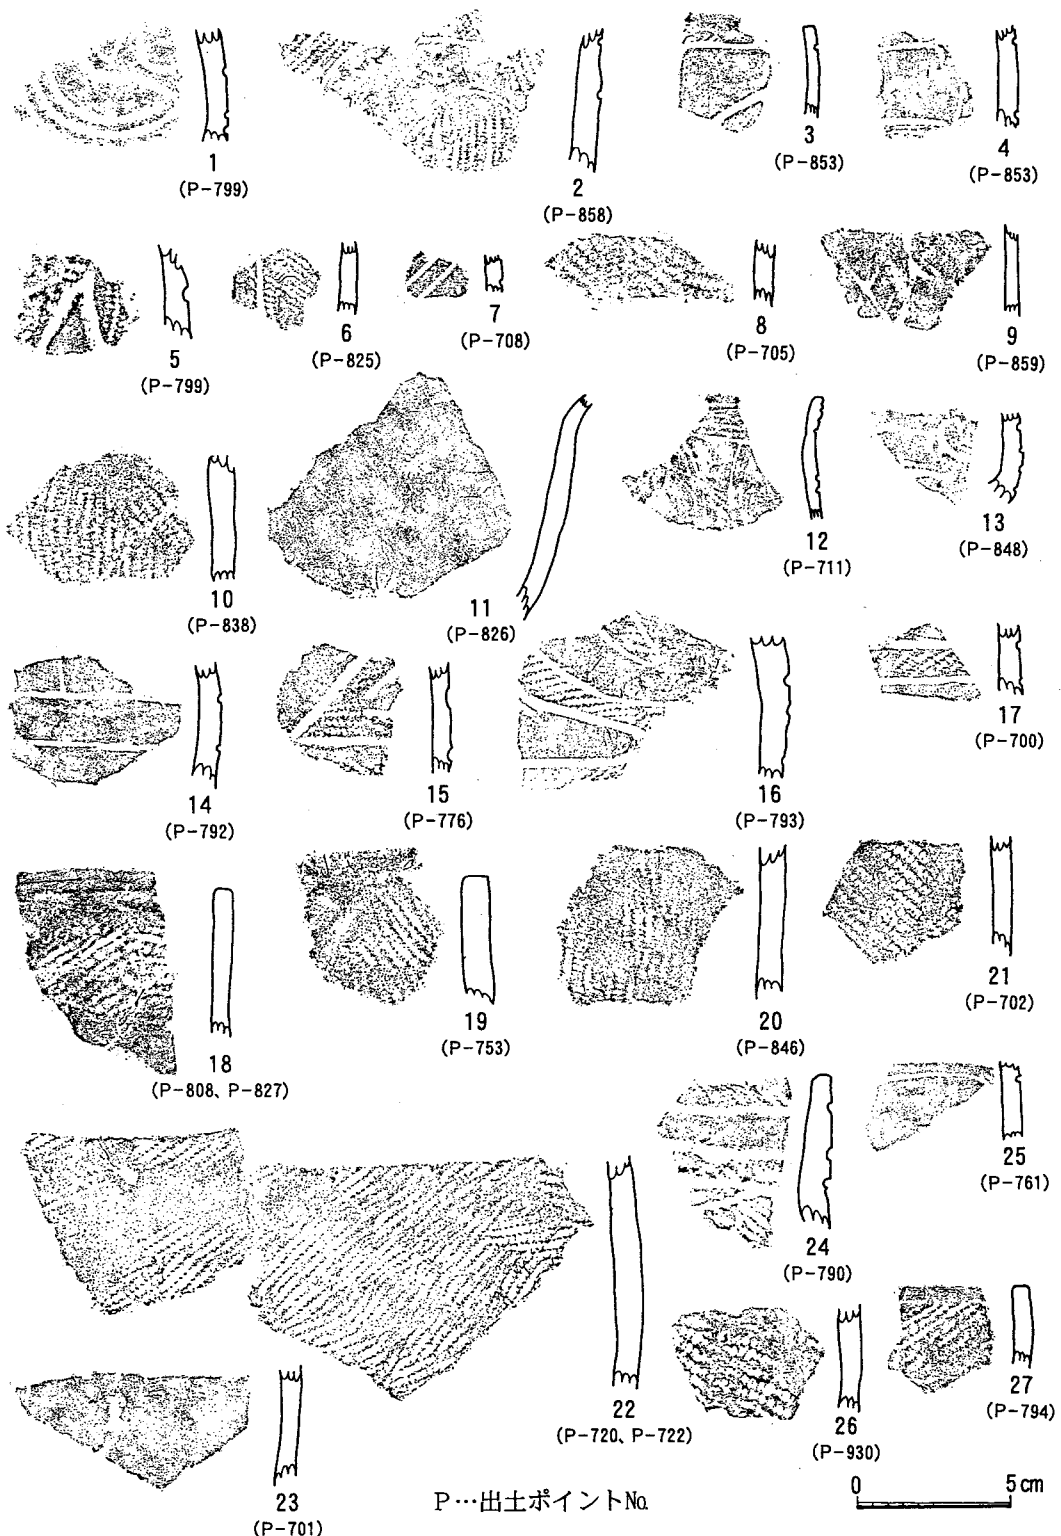 1
(P-799)
2
(P-858)
3
(P-853)
4
(P-853)
5
(P-799)
6
(P-825)
7
(P-708)
8
(P-705)
9
(P-859)
10
(P-838)
11
(P-826)
12
(P-711)
13
(P-848)
14
(P-792)
15
(P-776)
16
(P-793)
17
(P-700)
18
(P-808、P-827)
19
(P-753)
20
(P-846)
21
(P-702)
22
(P-720、P-722)
23
(P-701)
24
(P-790)
25
(P-761)
26
(P-930)
27
(P-794)
P…出土ポイント№
0 5cm